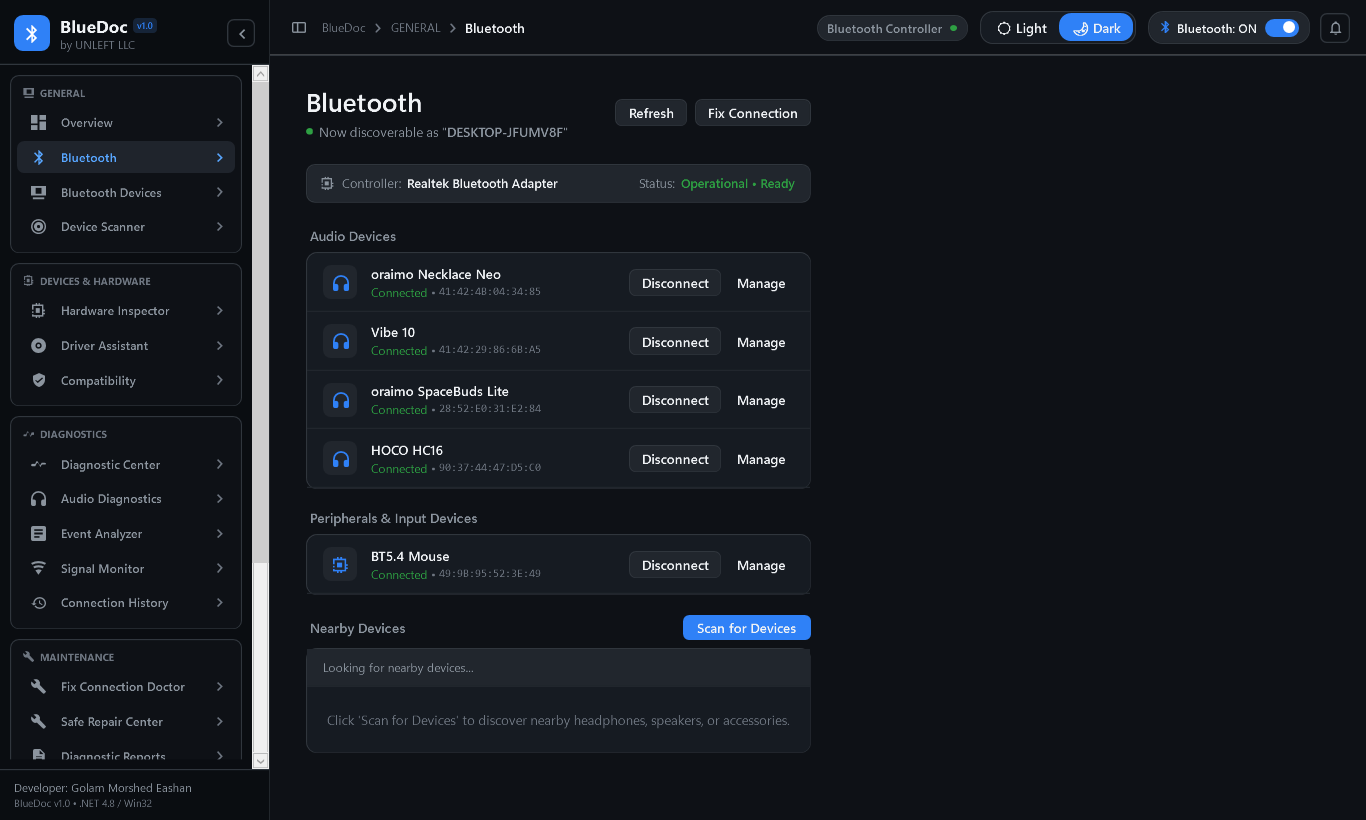 BlueDoc v1.0
by UNLEFT LLC
GENERAL
Overview
Bluetooth
Bluetooth Devices
Device Scanner
DEVICES & HARDWARE
Hardware Inspector
Driver Assistant
Compatibility
DIAGNOSTICS
Diagnostic Center
Audio Diagnostics
Event Analyzer
Signal Monitor
Connection History
MAINTENANCE
Fix Connection Doctor
Safe Repair Center
Diagnostic Reports
Developer: Golam Morshed Eashan
BlueDoc v1.0 • .NET 4.8 / Win32
BlueDoc > GENERAL > Bluetooth
Bluetooth Controller
Light
Dark
Bluetooth: ON
Bluetooth
Now discoverable as "DESKTOP-JFUMV8F"
Refresh
Fix Connection
Controller: Realtek Bluetooth Adapter
Status: Operational • Ready
Audio Devices
oraimo Necklace Neo
Connected • 41:42:4B:04:34:85
Disconnect
Manage
Vibe 10
Connected • 41:42:29:86:6B:A5
Disconnect
Manage
oraimo SpaceBuds Lite
Connected • 28:52:E0:31:E2:84
Disconnect
Manage
HOCO HC16
Connected • 90:37:44:47:D5:C0
Disconnect
Manage
Peripherals & Input Devices
BT5.4 Mouse
Connected • 49:9B:95:52:3E:49
Disconnect
Manage
Nearby Devices
Scan for Devices
Looking for nearby devices...
Click 'Scan for Devices' to discover nearby headphones, speakers, or accessories.